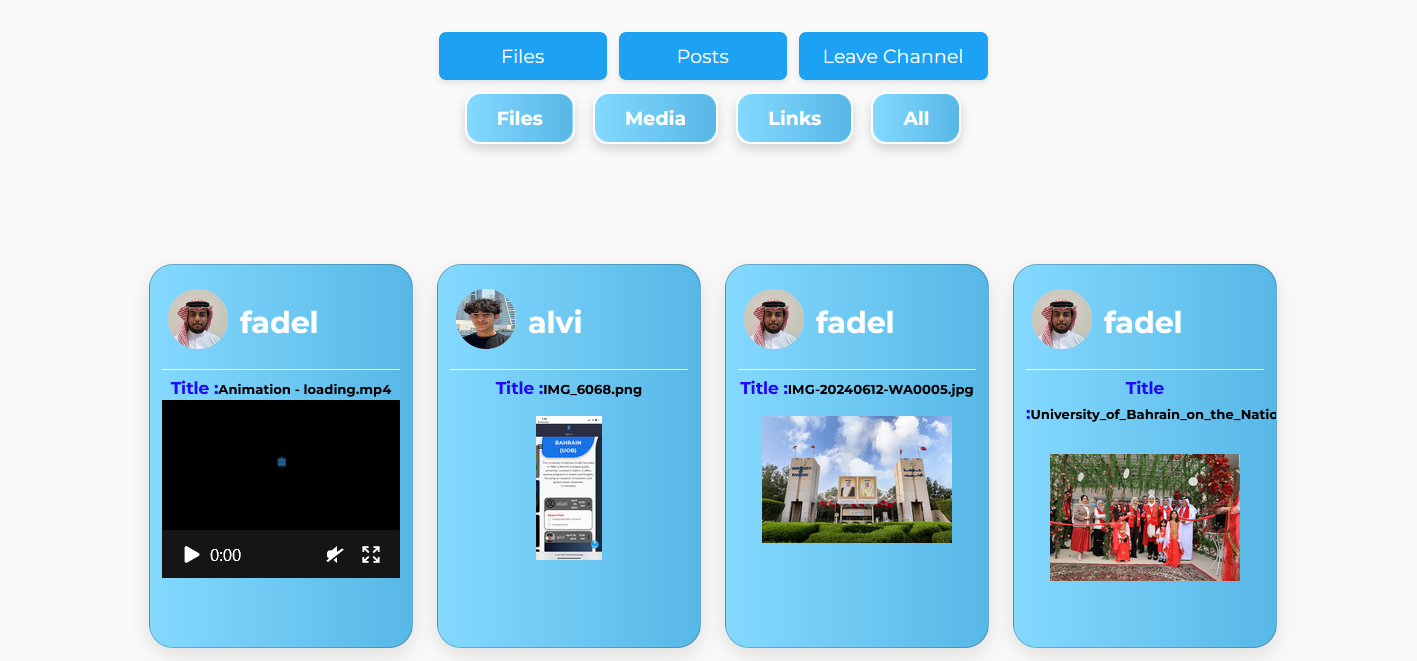 Files Posts Leave Channel
Files Media Links All
fadel
Title :Animation - loading.mp4
0:00
alvi
Title :IMG_6068.png
BAHRAIN
(UOB)
fadel
Title :IMG-20240612-WA0005.jpg
fadel
Title
:University_of_Bahrain_on_the_Natio